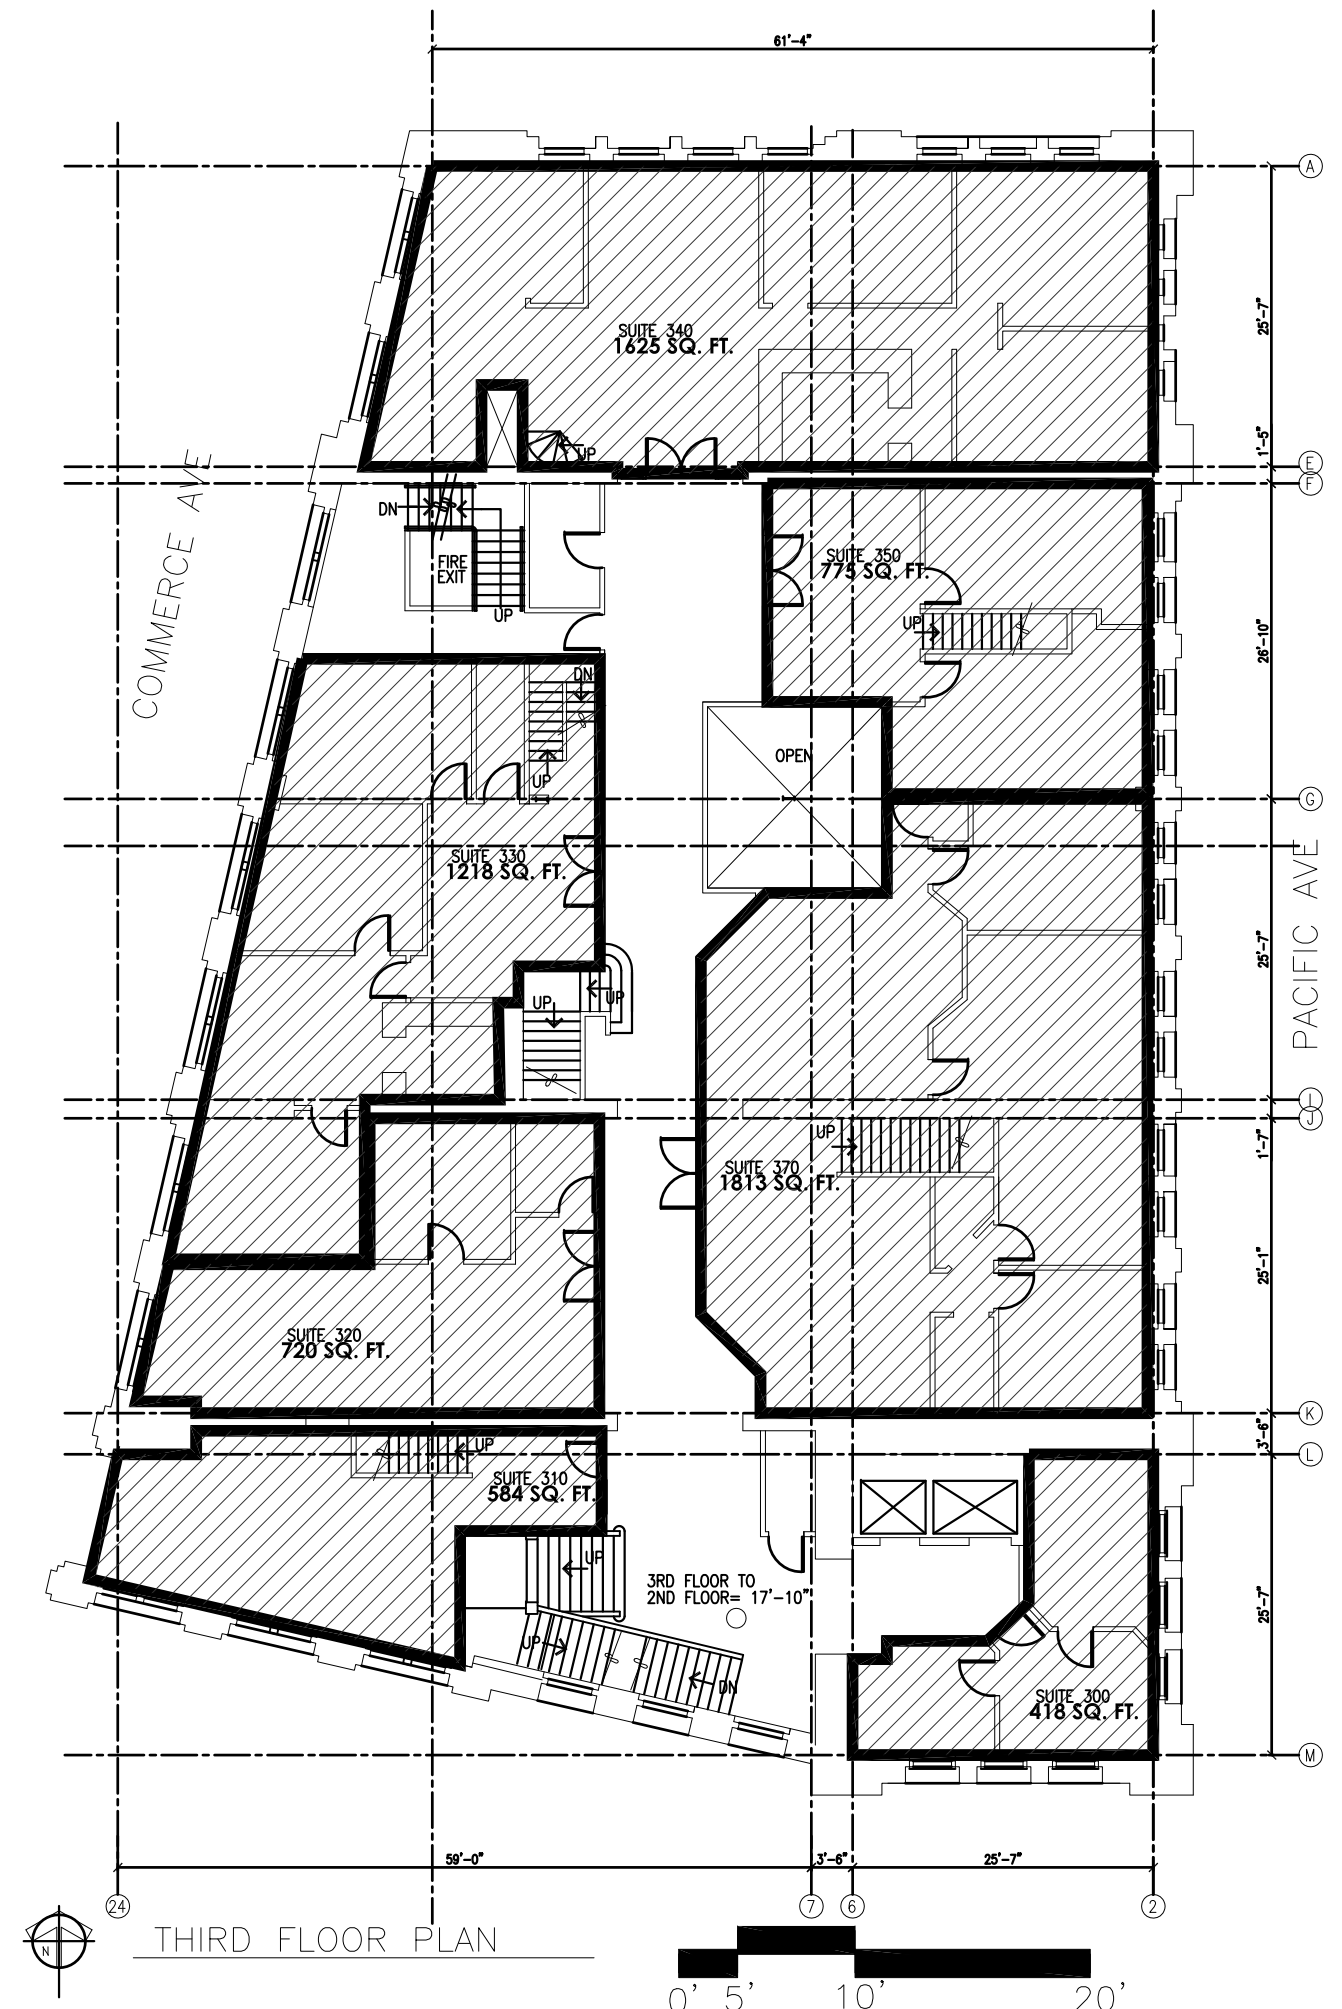 61'-4"
A
25'-7"
SUITE 340
1625 SQ. FT.
UP
1'-5"
E
F
COMMERCE AVE
DN
FIRE
EXIT
UP
SUITE 350
775 SQ. FT.
UP
26'-10"
DN
UP
OPEN
G
SUITE 330
1218 SQ. FT.
PACIFIC AVE
25'-7"
UP
UP
I
J
UP
1'-7"
SUITE 370
1813 SQ. FT.
25'-1"
SUITE 320
720 SQ. FT.
K
3'-6"
L
UP
SUITE 310
584 SQ. FT.
UP
3RD FLOOR TO
2ND FLOOR= 17'-10"
25'-7"
UP
DN
SUITE 300
418 SQ. FT.
M
59'-0"
3'-6"
25'-7"
24
7
6
2
N
THIRD FLOOR PLAN
0' 5' 10' 20'